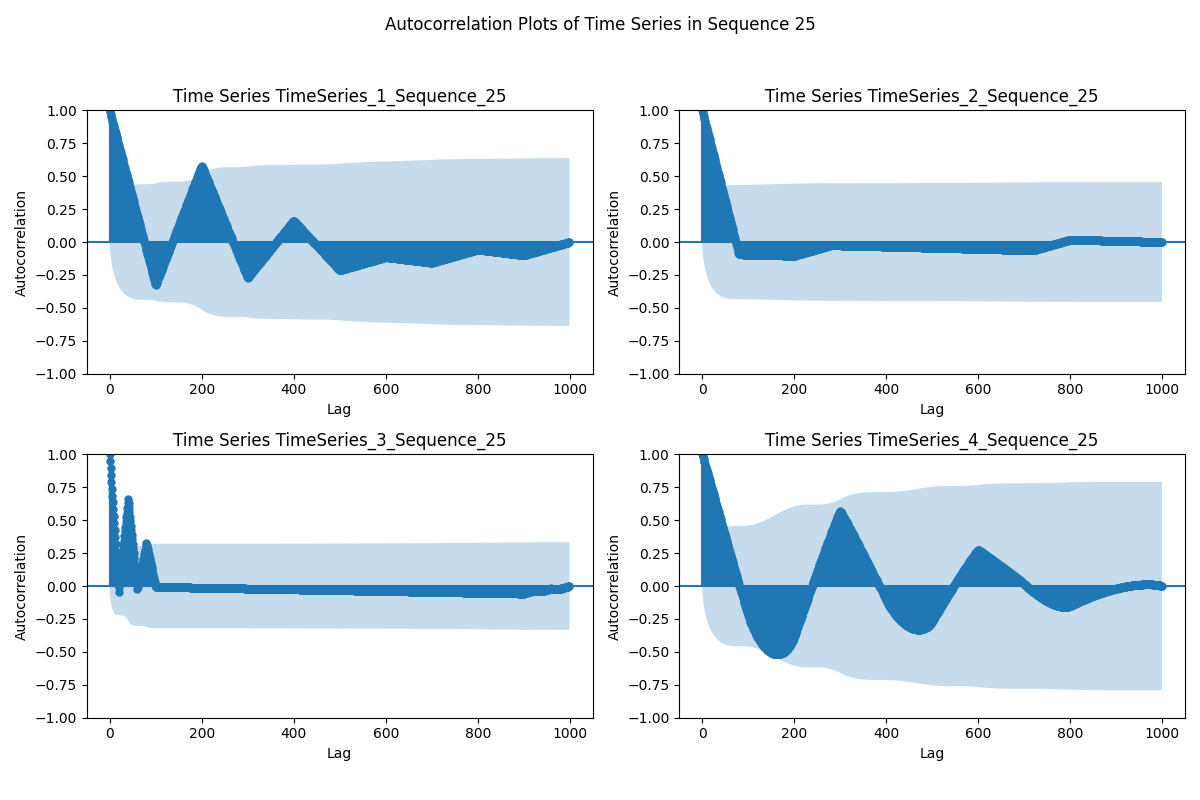 Autocorrelation Plots of Time Series in Sequence 25
Time Series TimeSeries_1_Sequence_25
1.00
0.75
0.50
0.25
0.00
−0.25
−0.50
−0.75
−1.00
Autocorrelation
0 200 400 600 800 1000
Lag
Time Series TimeSeries_2_Sequence_25
1.00
0.75
0.50
0.25
0.00
−0.25
−0.50
−0.75
−1.00
Autocorrelation
0 200 400 600 800 1000
Lag
Time Series TimeSeries_3_Sequence_25
1.00
0.75
0.50
0.25
0.00
−0.25
−0.50
−0.75
−1.00
Autocorrelation
0 200 400 600 800 1000
Lag
Time Series TimeSeries_4_Sequence_25
1.00
0.75
0.50
0.25
0.00
−0.25
−0.50
−0.75
−1.00
Autocorrelation
0 200 400 600 800 1000
Lag